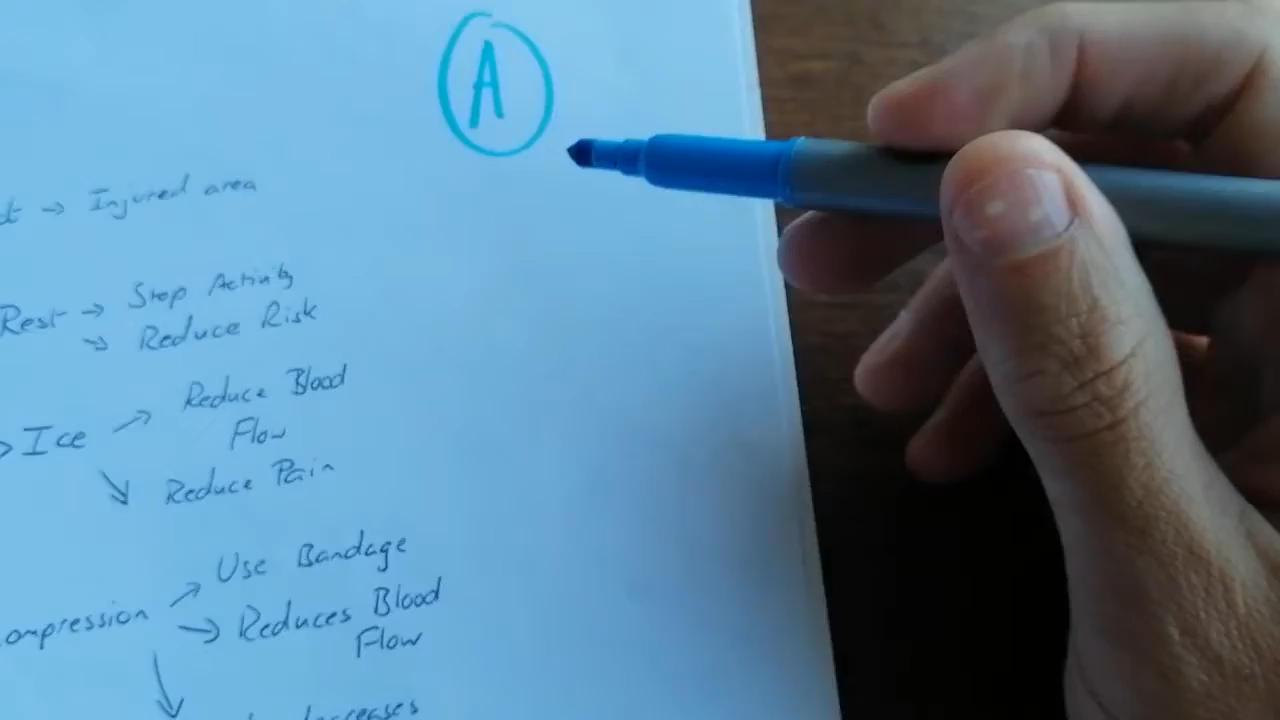 A
→ Injured area
Rest → Stop Activity
→ Reduce Risk
Ice → Reduce Blood
Flow
→ Reduce Pain
ompression → Use Bandage
→ Reduces Blood
Flow